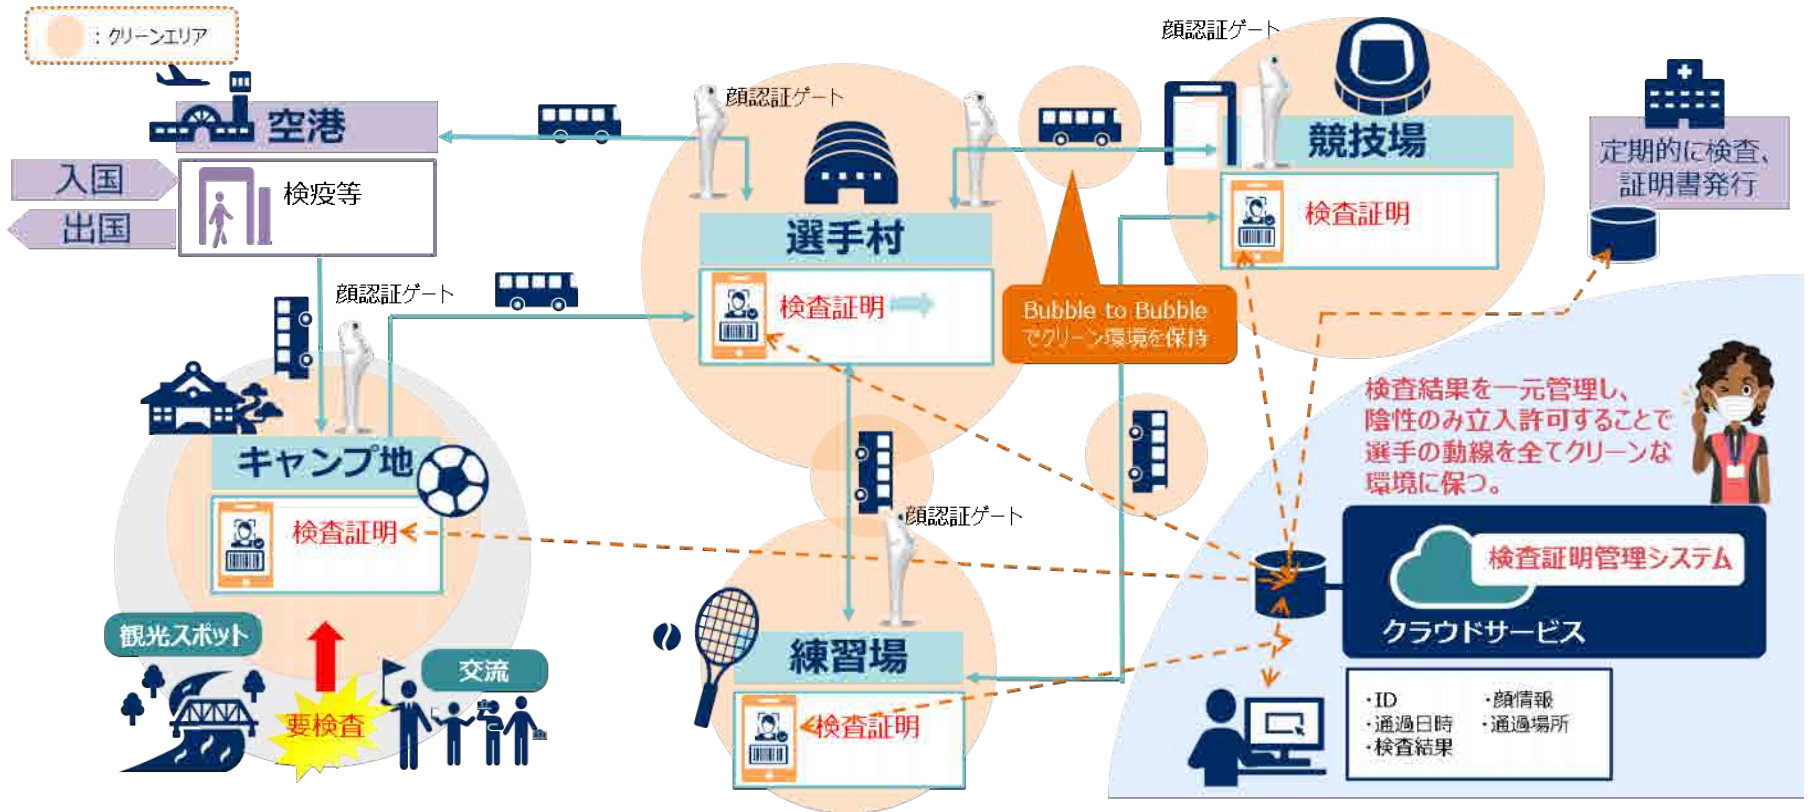 ：クリーンエリア
空港
入国
出国
検疫等
顔認証ゲート
選手村
検査証明
顔認証ゲート
競技場
検査証明
定期的に検査、
証明書発行
顔認証ゲート
キャンプ地
検査証明
観光スポット
交流
要検査
Bubble to Bubble
でクリーン環境を保持
顔認証ゲート
練習場
検査証明
検査結果を一元管理し、
陰性のみ立入許可することで
選手の動線を全てクリーンな
環境に保つ。
検査証明管理システム
クラウドサービス
・ID ・顔情報
・通過日時 ・通過場所
・検査結果